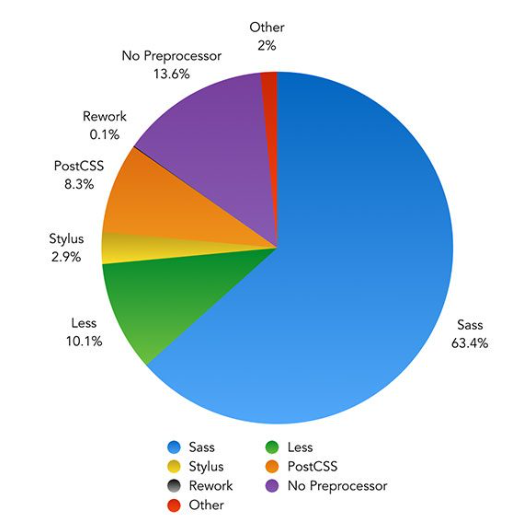 Other
2%
No Preprocessor
13.6%
Rework
0.1%
PostCSS
8.3%
Stylus
2.9%
Less
10.1%
Sass
63.4%
Sass
Less
Stylus
PostCSS
Rework
No Preprocessor
Other